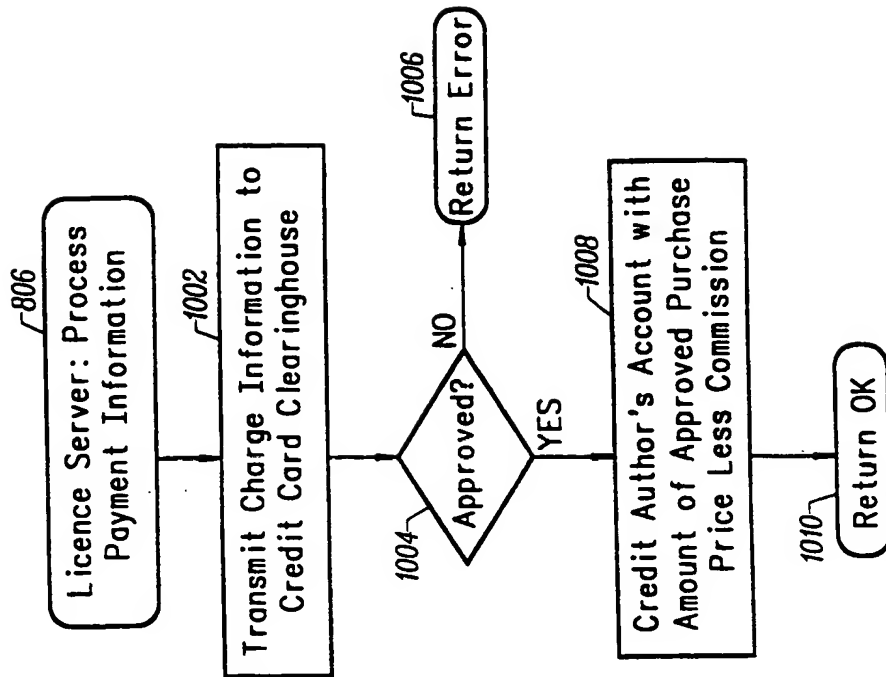 806
Licence Server: Process
Payment Information
1002
Transmit Charge Information to
Credit Card Clearinghouse
1004
Approved?
NO
1006
Return Error
YES
1008
Credit Author's Account with
Amount of Approved Purchase
Price Less Commission
1010
Return OK